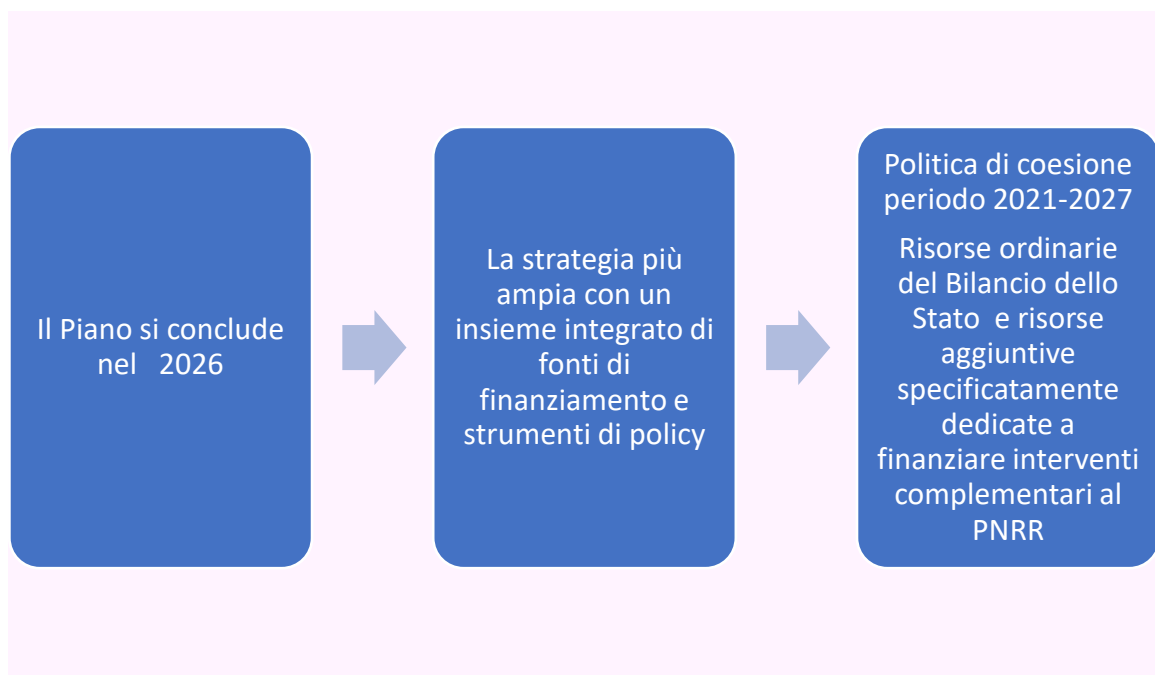 Il Piano si conclude
nel 2026
La strategia più
ampia con un
insieme integrato di
fonti di
finanziamento e
strumenti di policy
Politica di coesione
periodo 2021-2027
Risorse ordinarie
del Bilancio dello
Stato e risorse
aggiuntive
specificatamente
dedicate a
finanziare interventi
complementari al
PNRR